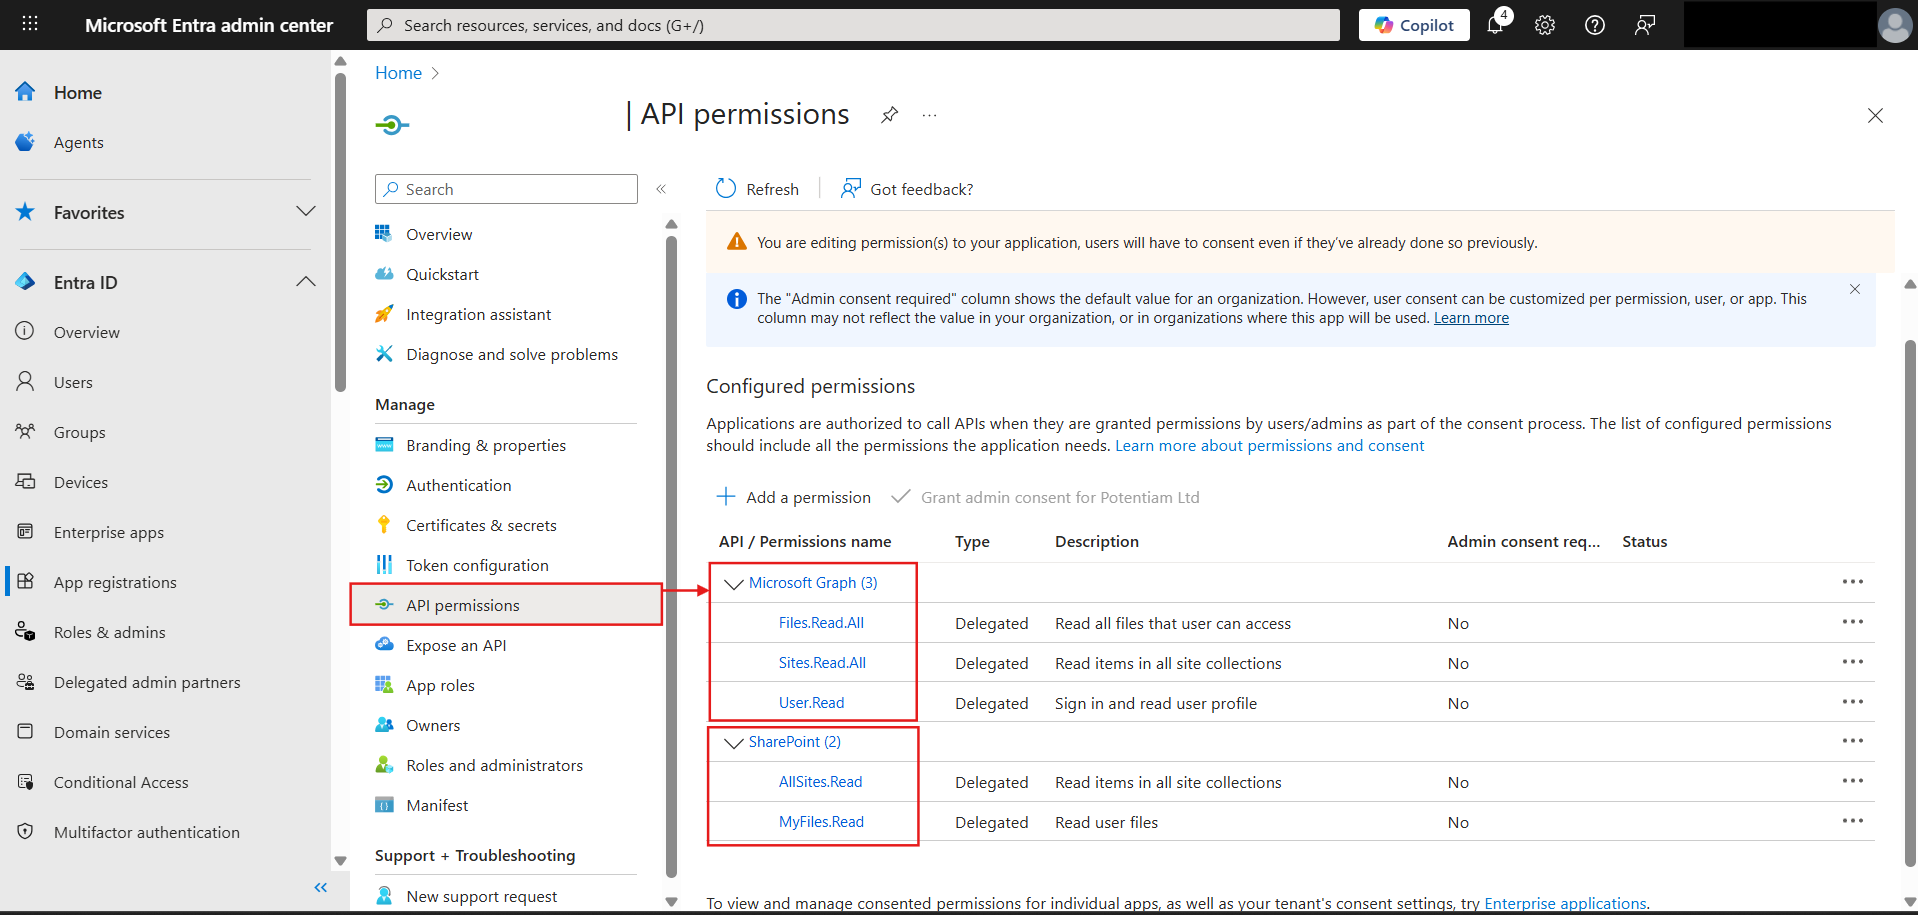 Microsoft Entra admin center
Search resources, services, and docs (G+/)
Copilot
4
Home
Agents
Favorites
Entra ID
Overview
Users
Groups
Devices
Enterprise apps
App registrations
Roles & admins
Delegated admin partners
Domain services
Conditional Access
Multifactor authentication
Home
| API permissions
Search
Overview
Quickstart
Integration assistant
Diagnose and solve problems
Manage
Branding & properties
Authentication
Certificates & secrets
Token configuration
API permissions
Expose an API
App roles
Owners
Roles and administrators
Manifest
Support + Troubleshooting
New support request
Refresh
Got feedback?
You are editing permission(s) to your application, users will have to consent even if they've already done so previously.
The "Admin consent required" column shows the default value for an organization. However, user consent can be customized per permission, user, or app. This
column may not reflect the value in your organization, or in organizations where this app will be used. Learn more
Configured permissions
Applications are authorized to call APIs when they are granted permissions by users/admins as part of the consent process. The list of configured permissions
should include all the permissions the application needs. Learn more about permissions and consent
Add a permission
Grant admin consent for Potentiam Ltd
API / Permissions name Type Description Admin consent req... Status
Microsoft Graph (3)
Files.Read.All Delegated Read all files that user can access No
Sites.Read.All Delegated Read items in all site collections No
User.Read Delegated Sign in and read user profile No
SharePoint (2)
AllSites.Read Delegated Read items in all site collections No
MyFiles.Read Delegated Read user files No
To view and manage consented permissions for individual apps, as well as your tenant's consent settings, try Enterprise applications.